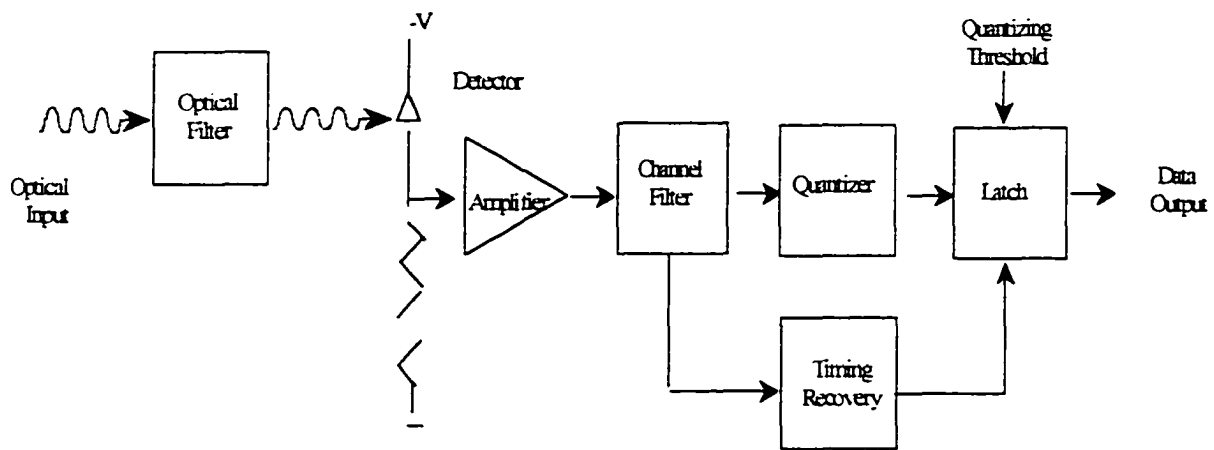 -V
Quantizing
Threshold
Detector
Optical
Filter
Optical
Input
Amplifier
Channel
Filter
Quantizer
Latch
Data
Output
Timing
Recovery